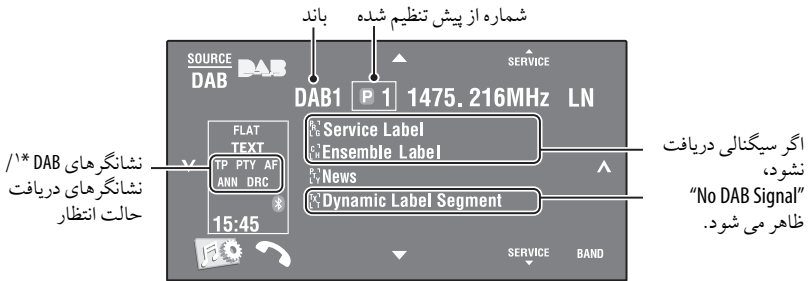 شماره از پیش تنظیم شده
باند
SOURCE
DAB
DAB
SERVICE
DAB1 P 1 1475. 216MHz LN
FLAT
TEXT
TP PTY AF
ANN DRC
15:45
Service Label
Ensemble Label
News
Dynamic Label Segment
SERVICE
BAND
نشانگرهای DAB *۱/
نشانگرهای دریافت
حالت انتظار
اگر سیگنالی دریافت
نشود،
"No DAB Signal"
ظاهر می شود.